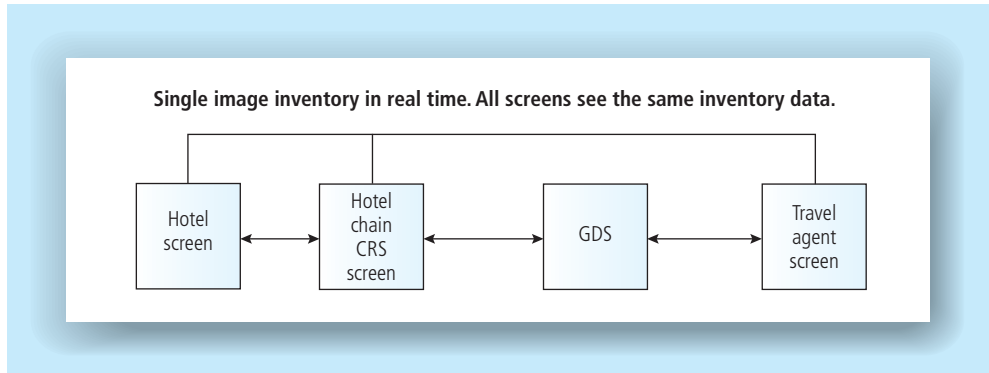 Single image inventory in real time. All screens see the same inventory data.
Hotel
screen
Hotel
chain
CRS
screen
GDS
Travel
agent
screen